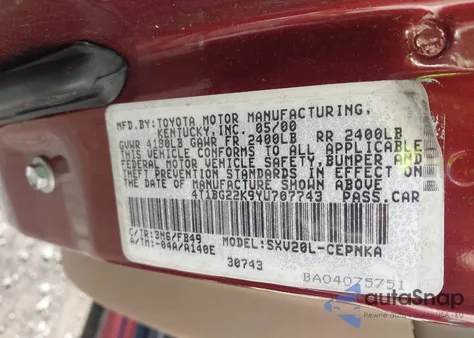 MFD.BY:TOYOTA MOTOR MANUFACTURING,
KENTUCKY, INC. 05/00
GVWR 4180LB GAWR FR 2400LB RR 2400LB
THIS VEHICLE COMFORMS TO ALL APPLICABLE
FEDERAL MOTOR VEHICLE SAFETY, BUMPER AND
THEFT PREVENTION STANDARDS IN EFFECT ON
THE DATE OF MANUFACTURE SHOWN ABOVE.
4T1BG22K9YU707743 PASS.CAR
C/TR:3N6/FB49 MODEL:SXV20L-CEPNKA
A/TM:-04A/A140E
30743
BA04075751
autoSnap